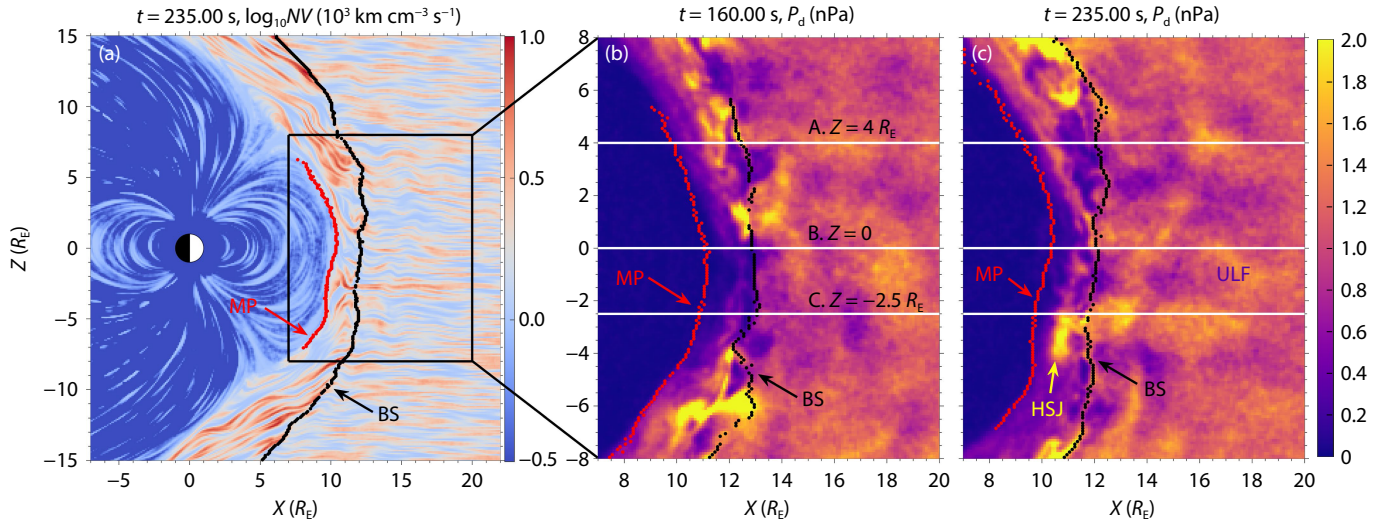 t = 235.00 s, log₁₀NV (10³ km cm⁻³ s⁻¹)
t = 160.00 s, P_d (nPa)
t = 235.00 s, P_d (nPa)
(a)
MP
BS
15
10
5
0
−5
−10
−15
Z (R_E)
−5
0
5
10
15
20
X (R_E)
1.0
0.5
0.0
−0.5
(b)
A. Z = 4 R_E
B. Z = 0
C. Z = −2.5 R_E
MP
BS
8
6
4
2
0
−2
−4
−6
−8
8
10
12
14
16
18
20
X (R_E)
(c)
MP
ULF
HSJ
BS
8
10
12
14
16
18
20
X (R_E)
2.0
1.8
1.6
1.4
1.2
1.0
0.8
0.6
0.4
0.2
0